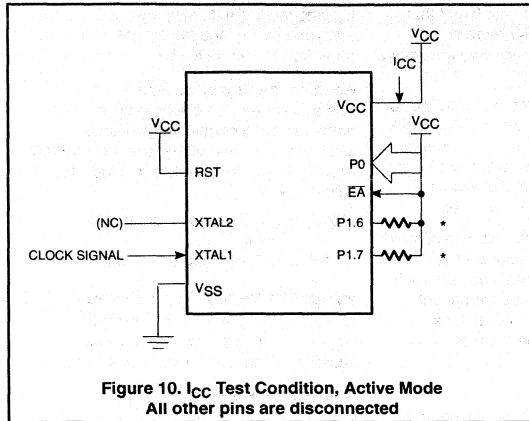 VCC
ICC
VCC
VCC
VCC
RST
P0
EA
(NC)
XTAL2
P1.6
*
CLOCK SIGNAL
XTAL1
P1.7
*
VSS
Figure 10. ICC Test Condition, Active Mode
All other pins are disconnected